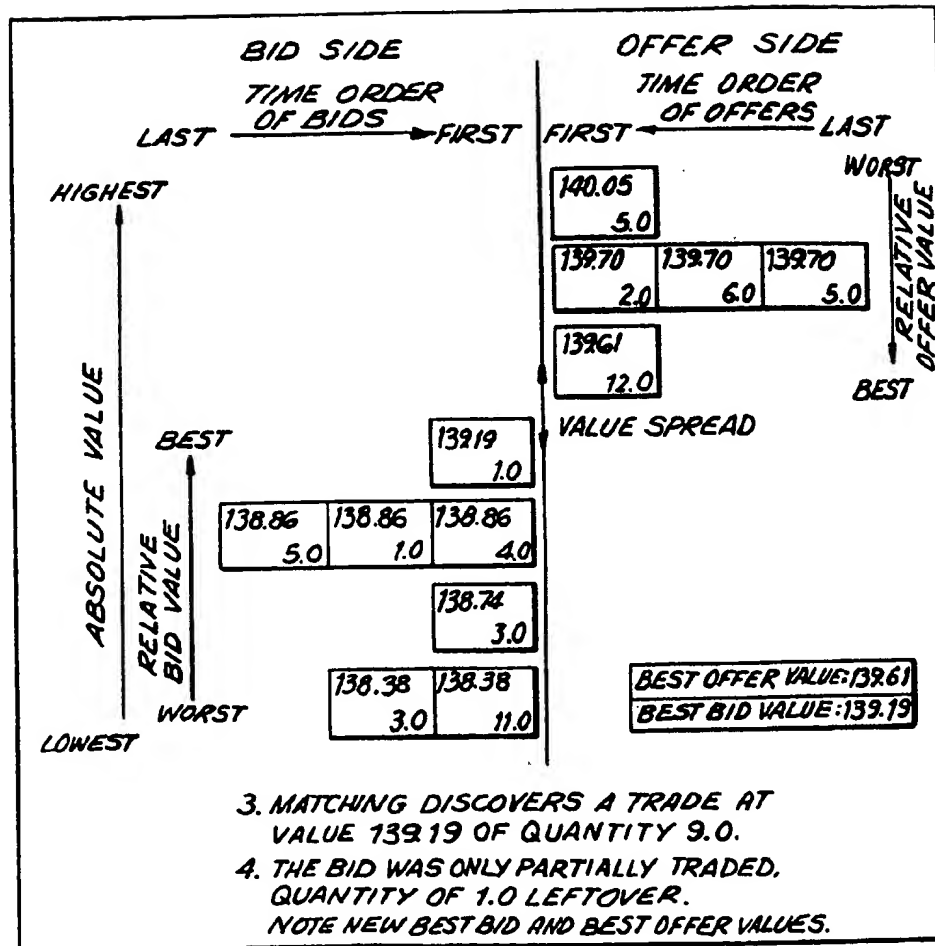 BID SIDE
OFFER SIDE
TIME ORDER
OF BIDS
LAST
FIRST
TIME ORDER
OF OFFERS
FIRST
LAST
HIGHEST
ABSOLUTE VALUE
LOWEST
WORST
RELATIVE
OFFER VALUE
BEST
140.05
5.0
139.70 139.70 139.70
2.0 6.0 5.0
139.61
12.0
VALUE SPREAD
BEST
RELATIVE
BID VALUE
WORST
139.19
1.0
138.86 138.86 138.86
5.0 1.0 4.0
138.74
3.0
138.38 138.38
3.0 11.0
BEST OFFER VALUE:139.61
BEST BID VALUE:139.19
3. MATCHING DISCOVERS A TRADE AT
VALUE 139.19 OF QUANTITY 9.0.
4. THE BID WAS ONLY PARTIALLY TRADED.
QUANTITY OF 1.0 LEFTOVER.
NOTE NEW BEST BID AND BEST OFFER VALUES.